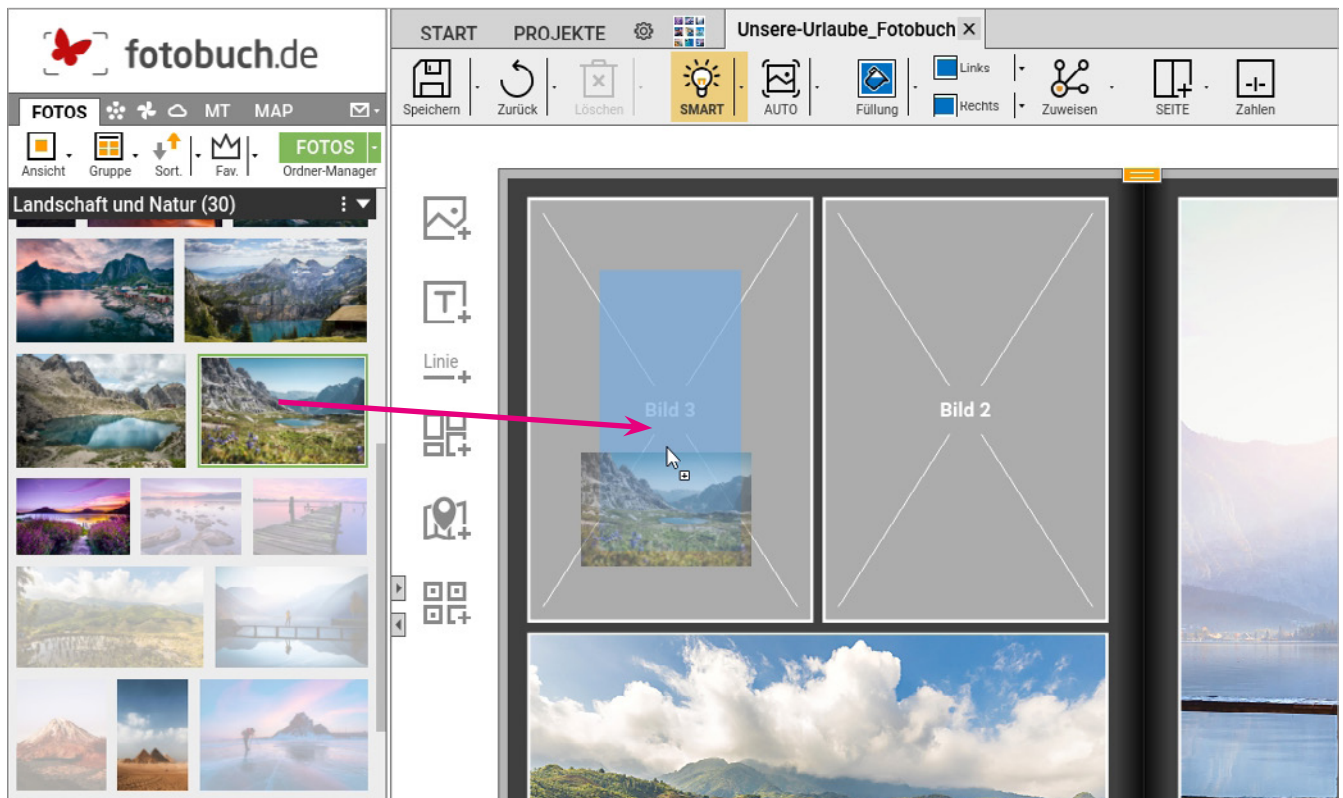 fotobuch.de
START PROJEKTE Unsere-Urlaube_Fotobuch X
Speichern Zurück Löschen SMART AUTO Füllung Links Rechts Zuweisen SEITE Zahlen
FOTOS MT MAP
Ansicht Gruppe Sort. Fav. FOTOS
Ordner-Manager
Landschaft und Natur (30)
T
Linie
Bild 3 Bild 2